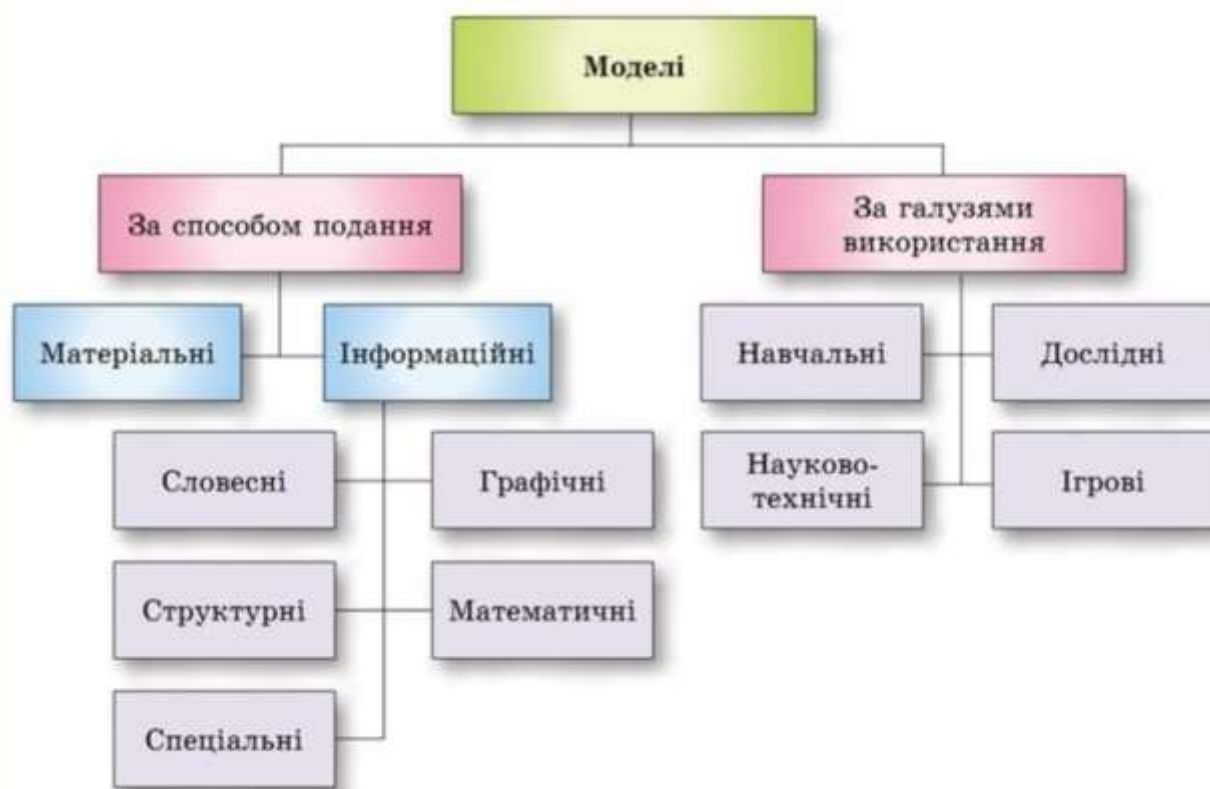 Моделі
За способом подання
За галузями
використання
Матеріальні
Інформаційні
Навчальні
Дослідні
Словесні
Графічні
Науково-
технічні
Ігрові
Структурні
Математичні
Спеціальні